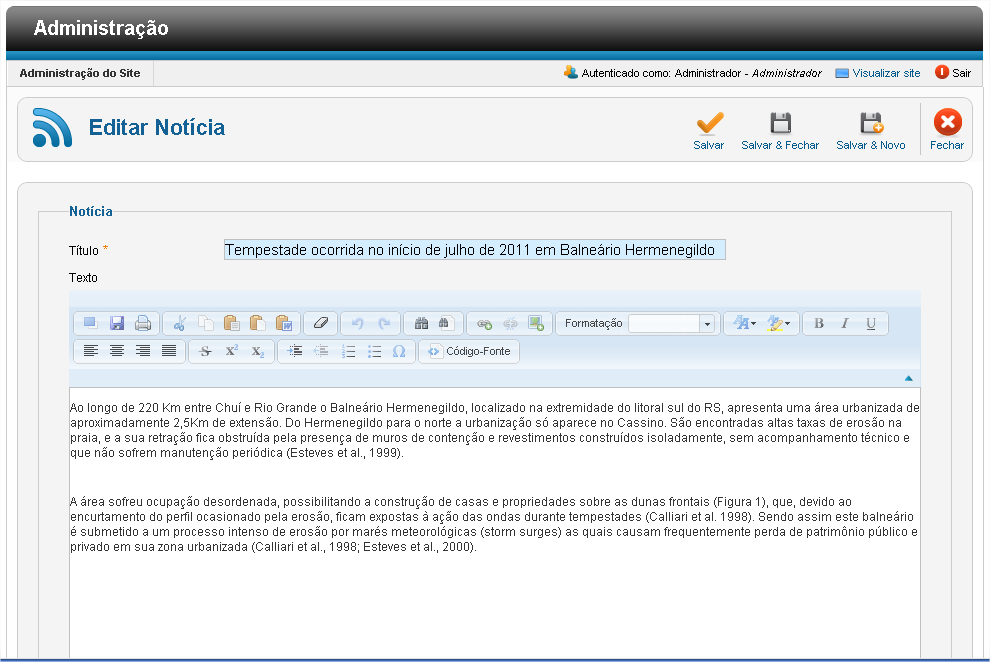 Administração
Administração do Site
Autenticado como: Administrador - Administrador
Visualizar site
Sair
Editar Notícia
Salvar
Salvar & Fechar
Salvar & Novo
Fechar
Notícia
Título *
Tempestade ocorrida no início de julho de 2011 em Balneário Hermenegildo
Texto
Formatação
B I U
S X² X₂
Ω
Código-Fonte
Ao longo de 220 Km entre Chuí e Rio Grande o Balneário Hermenegildo, localizado na extremidade do litoral sul do RS, apresenta uma área urbanizada de
aproximadamente 2,5Km de extensão. Do Hermenegildo para o norte a urbanização só aparece no Cassino. São encontradas altas taxas de erosão na
praia, e a sua retração fica obstruída pela presença de muros de contenção e revestimentos construídos isoladamente, sem acompanhamento técnico e
que não sofrem manutenção periódica (Esteves et al., 1999).
A área sofreu ocupação desordenada, possibilitando a construção de casas e propriedades sobre as dunas frontais (Figura 1), que, devido ao
encurtamento do perfil ocasionado pela erosão, ficam expostas à ação das ondas durante tempestades (Calliari et al. 1998). Sendo assim este balneário
é submetido a um processo intenso de erosão por marés meteorológicas (storm surges) as quais causam frequentemente perda de patrimônio público e
privado em sua zona urbanizada (Calliari et al., 1998; Esteves et al., 2000).